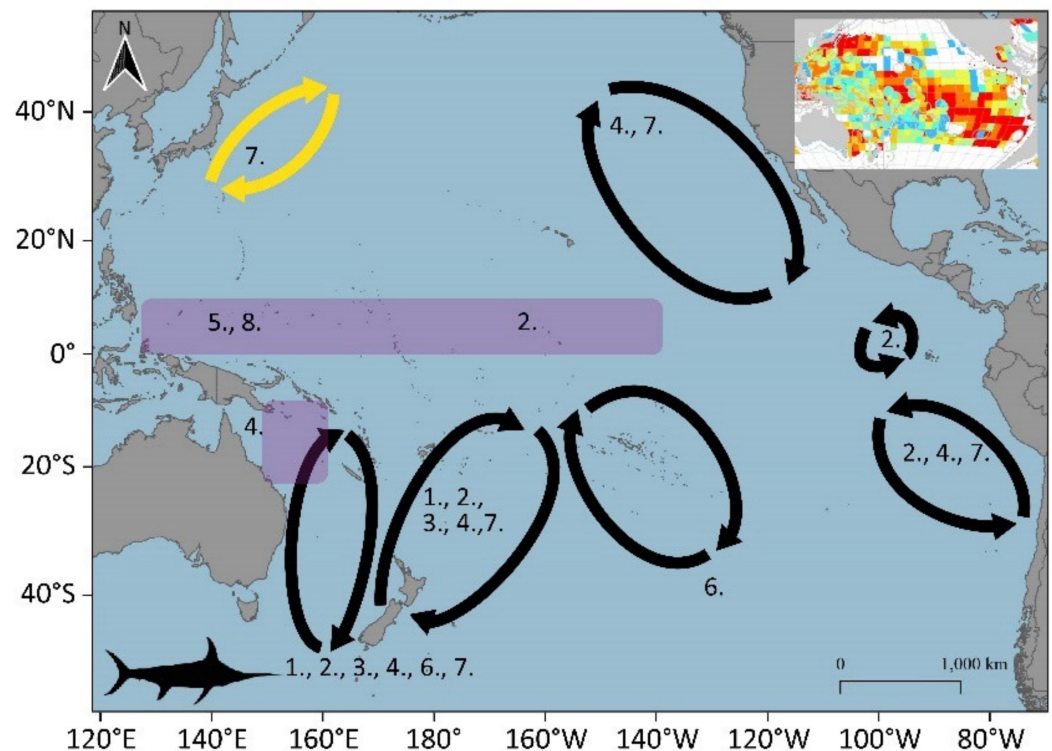 N
40°N
20°N
0°
20°S
40°S
7.
4., 7.
5., 8.
2.
2.
4.
1., 2.,
3., 4.,7.
2., 4., 7.
6.
1., 2., 3., 4., 6., 7.
0
1,000 km
120°E
140°E
160°E
180°
160°W
140°W
120°W
100°W
80°W